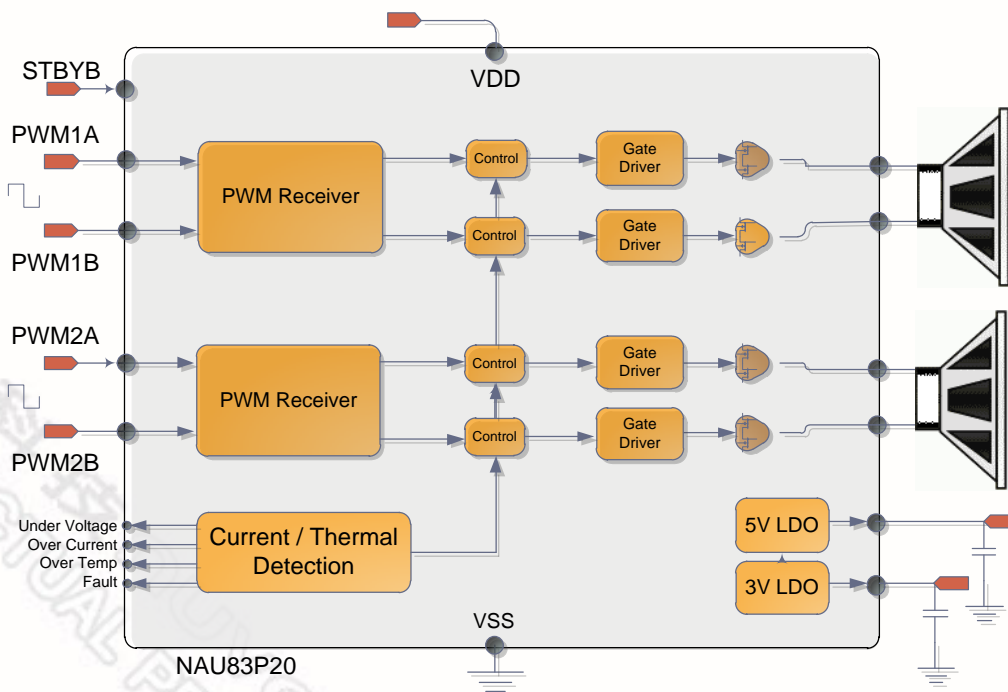 STBYB
VDD
PWM1A
PWM Receiver
Control
Gate
Driver
Control
Gate
Driver
PWM1B
PWM2A
PWM Receiver
Control
Gate
Driver
Control
Gate
Driver
PWM2B
Under Voltage
Over Current
Over Temp
Fault
Current / Thermal
Detection
5V LDO
3V LDO
VSS
NAU83P20